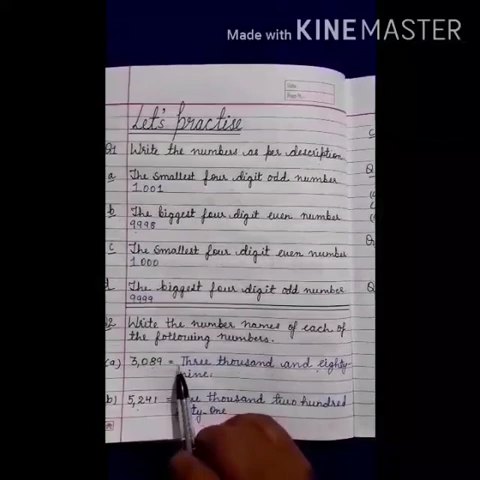 Made with KINEMASTER
Date:
Page No.
Let's practise
Q1 Write the numbers as per description
a The smallest four digit odd number
1,001
b The biggest four digit even number
9998
c The smallest four digit even number
1,000
d The biggest four digit odd number
9999
Q2 Write the number names of each of
the following numbers.
(a) 3,089 = Three thousand and eighty
nine.
b) 5,241 = thousand two hundred
ty-one